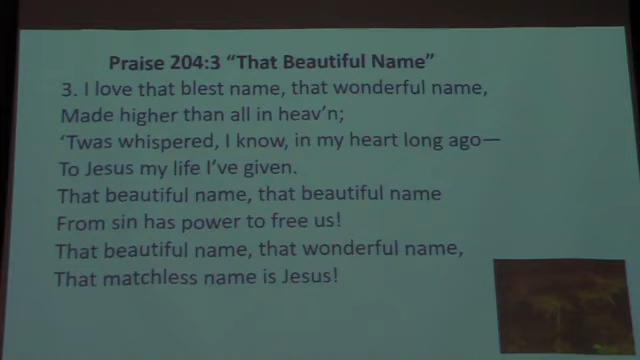 Praise 204:3 “That Beautiful Name”
3. I love that blest name, that wonderful name,
Made higher than all in heav’n;
‘Twas whispered, I know, in my heart long ago—
To Jesus my life I’ve given.
That beautiful name, that beautiful name
From sin has power to free us!
That beautiful name, that wonderful name,
That matchless name is Jesus!